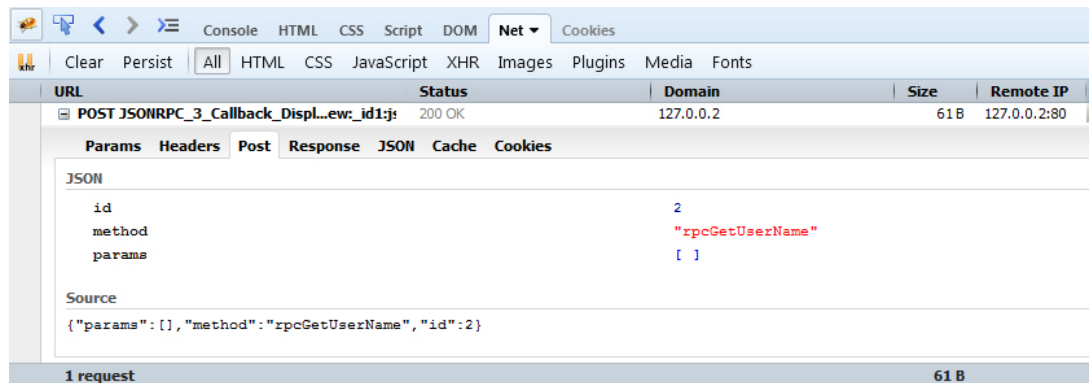 Console HTML CSS Script DOM Net Cookies
xhr Clear Persist All HTML CSS JavaScript XHR Images Plugins Media Fonts
URL Status Domain Size Remote IP
POST JSONRPC_3_Callback_Displ...ew:_id1:js 200 OK 127.0.0.2 61 B 127.0.0.2:80
Params Headers Post Response JSON Cache Cookies
JSON
id 2
method "rpcGetUserName"
params [ ]
Source
{"params":[],"method":"rpcGetUserName","id":2}
1 request 61 B